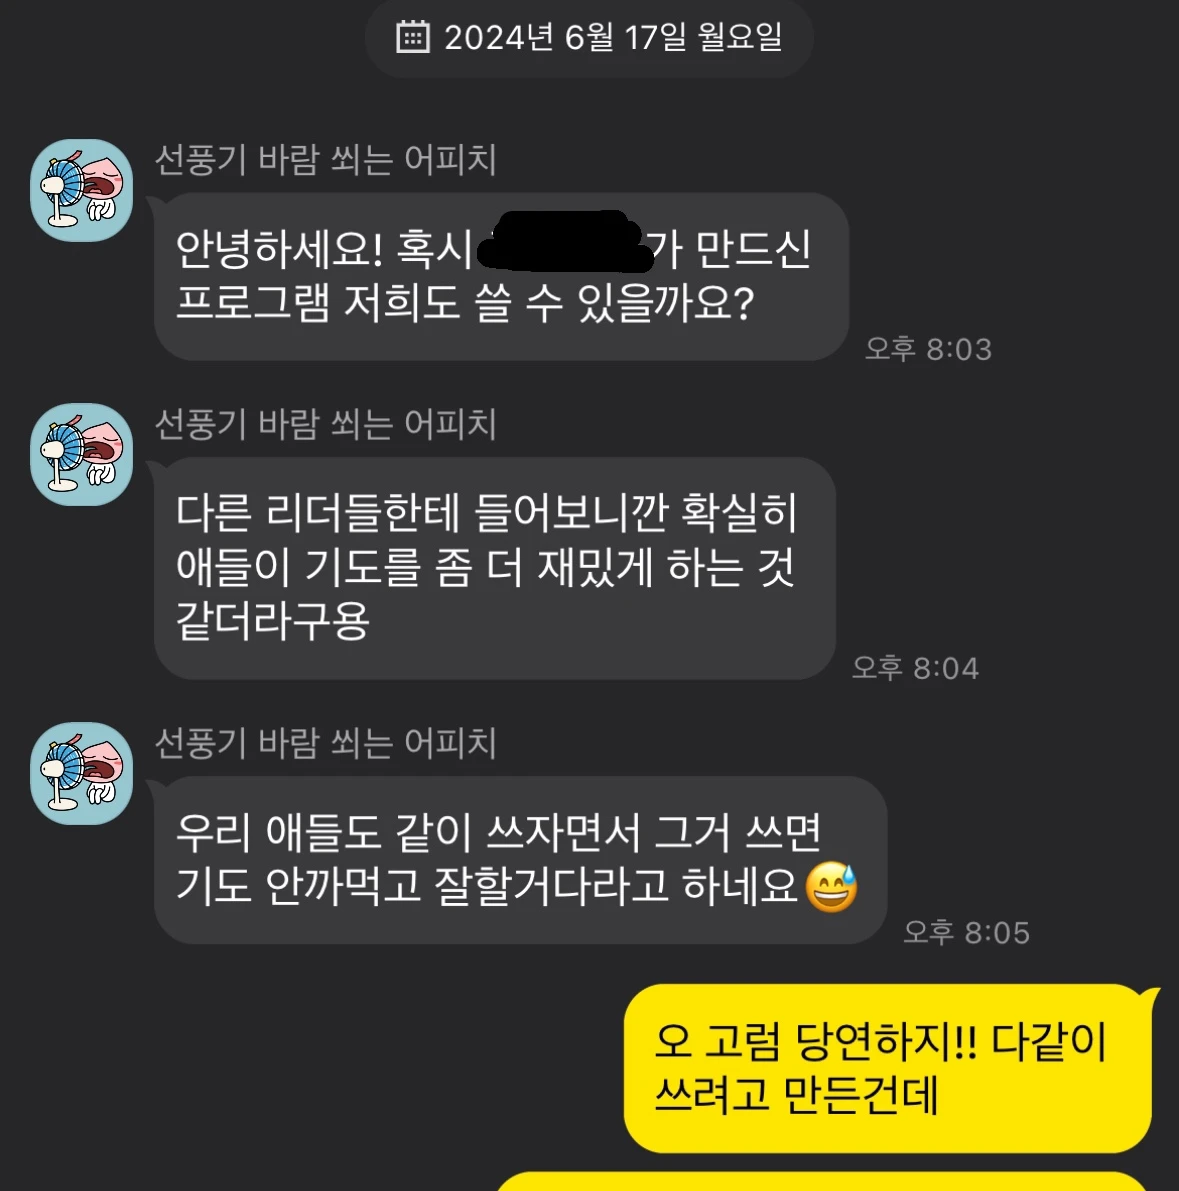 2024년 6월 17일 월요일
선풍기 바람 쐬는 어피치
안녕하세요! 혹시 가 만드신
프로그램 저희도 쓸 수 있을까요?
오후 8:03
선풍기 바람 쐬는 어피치
다른 리더들한테 들어보니깐 확실히
애들이 기도를 좀 더 재밌게 하는 것
같더라구용
오후 8:04
선풍기 바람 쐬는 어피치
우리 애들도 같이 쓰자면서 그거 쓰면
기도 안까먹고 잘할거다라고 하네요😅
오후 8:05
오 고럼 당연하지!! 다같이
쓰려고 만든건데